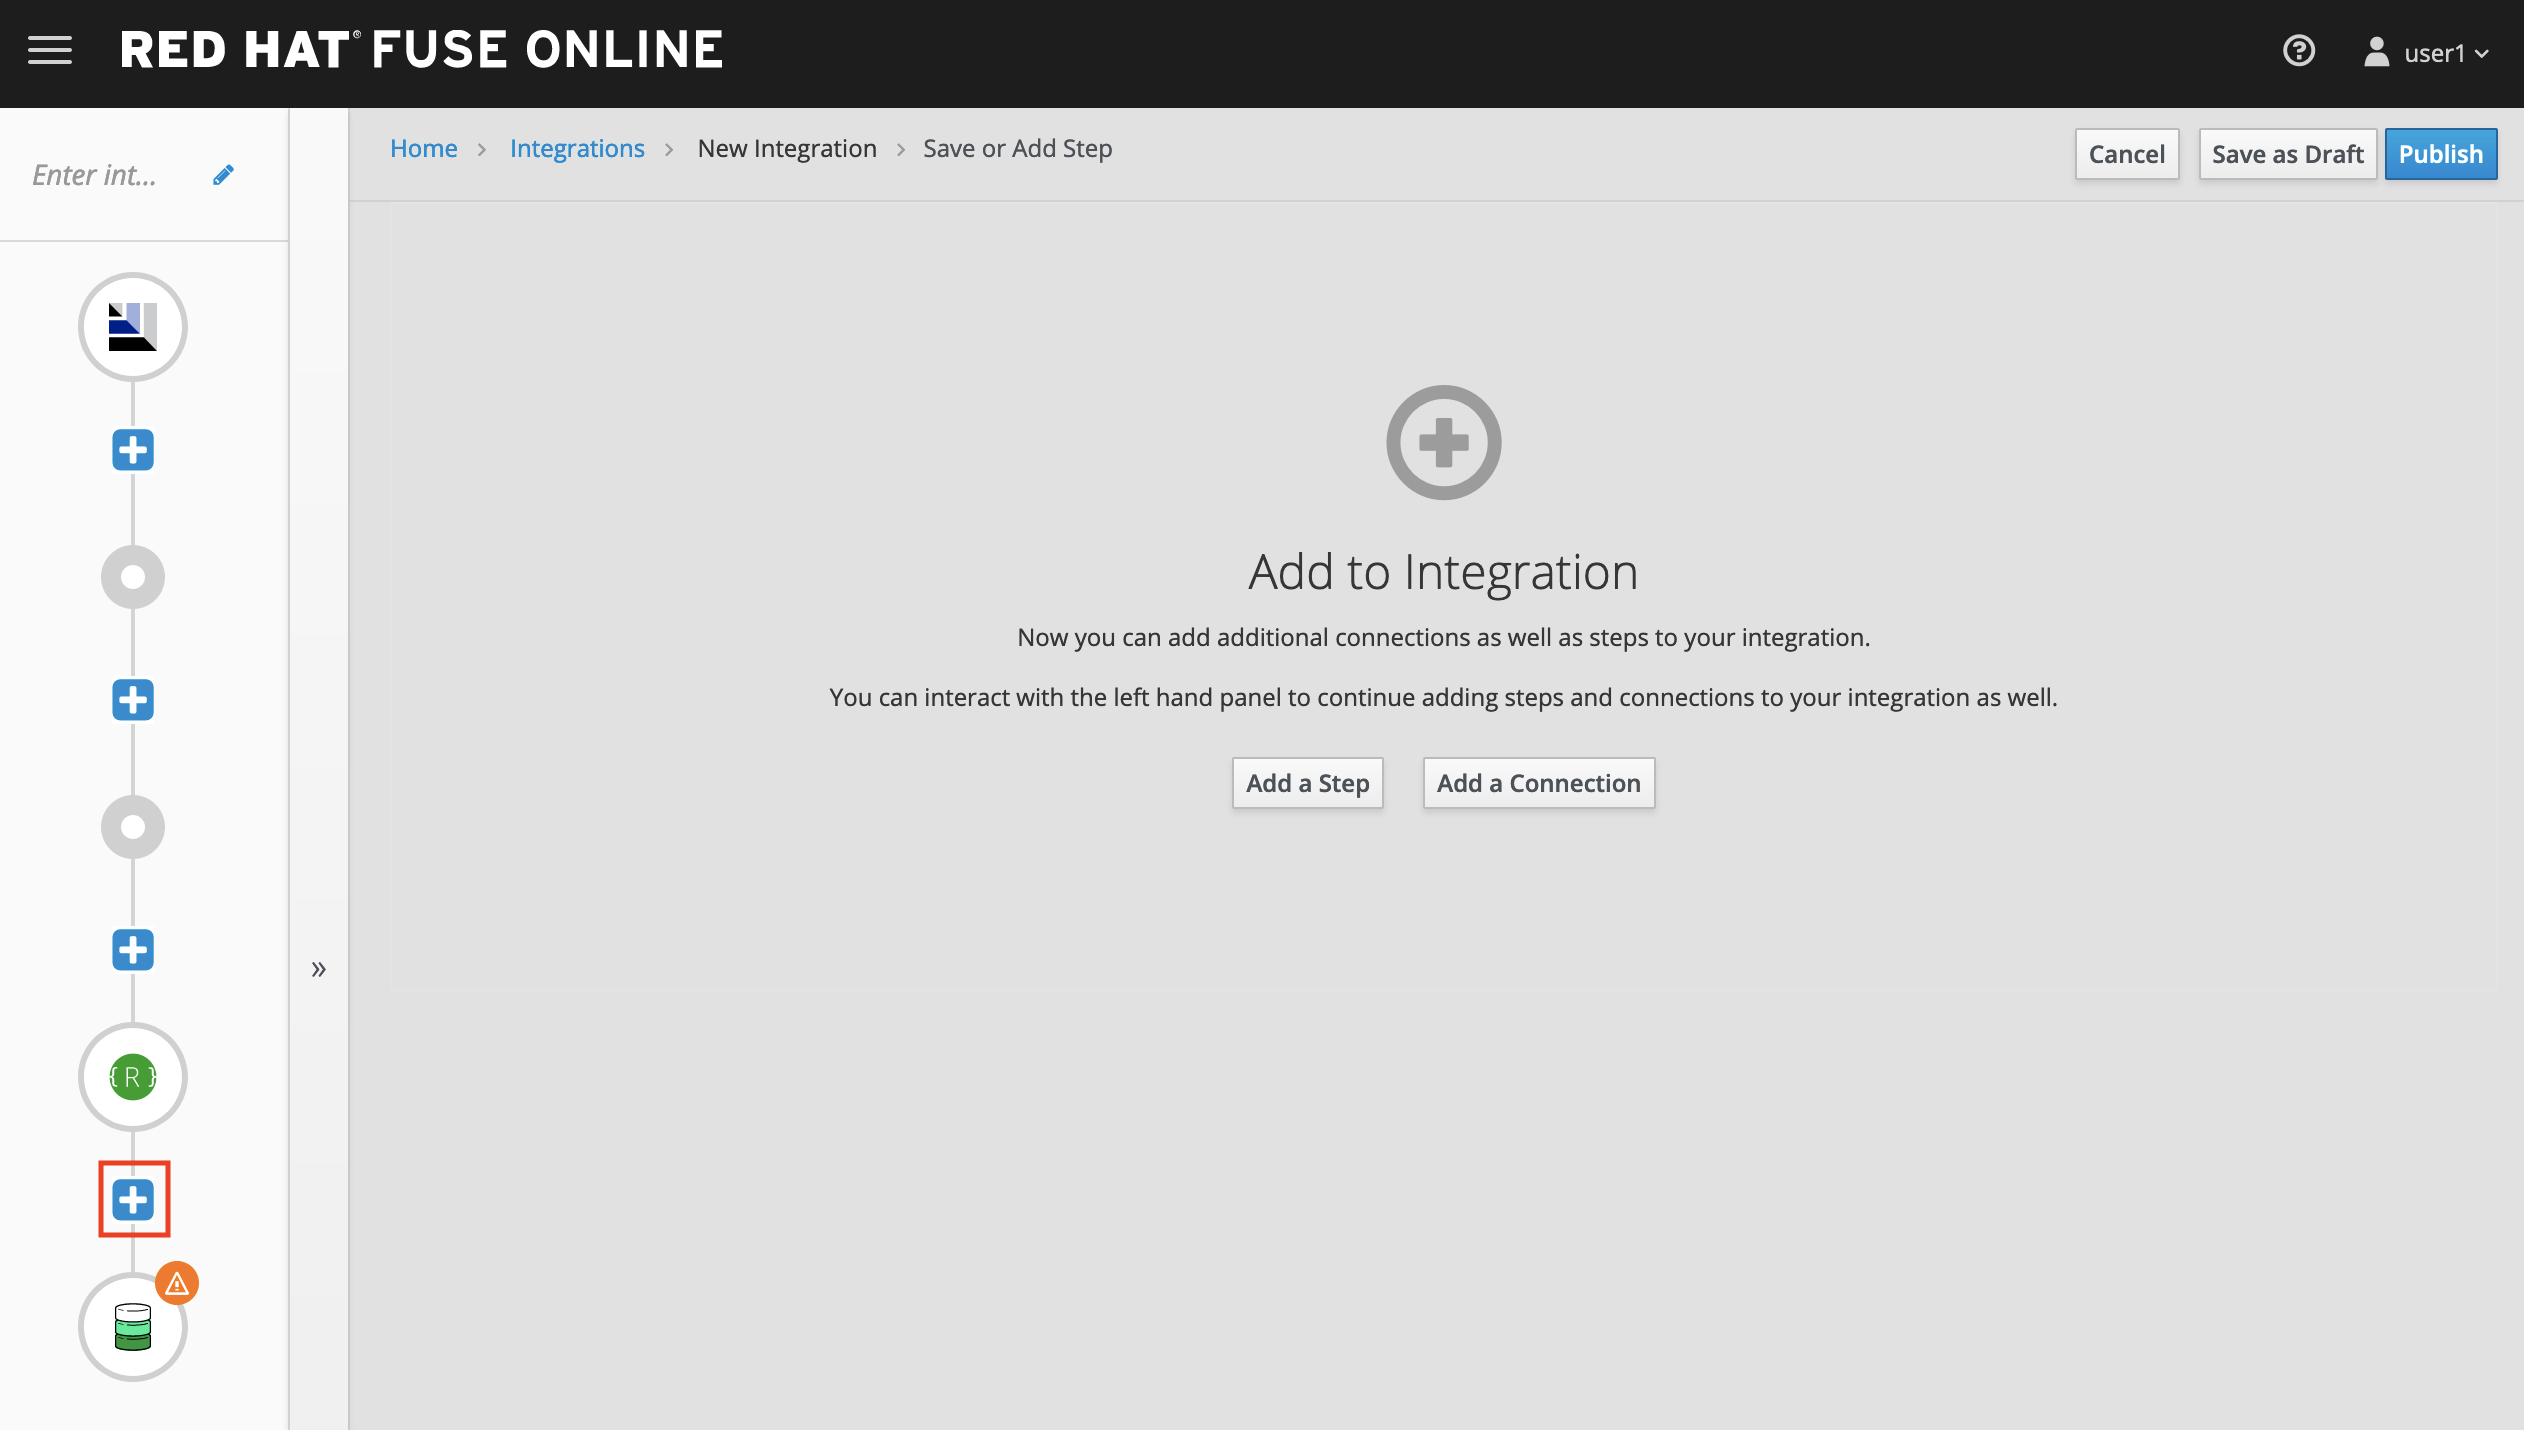 RED HAT® FUSE ONLINE
user1
Enter int...
Home > Integrations > New Integration > Save or Add Step
Cancel
Save as Draft
Publish
Add to Integration
Now you can add additional connections as well as steps to your integration.
You can interact with the left hand panel to continue adding steps and connections to your integration as well.
Add a Step
Add a Connection
»
{ R }